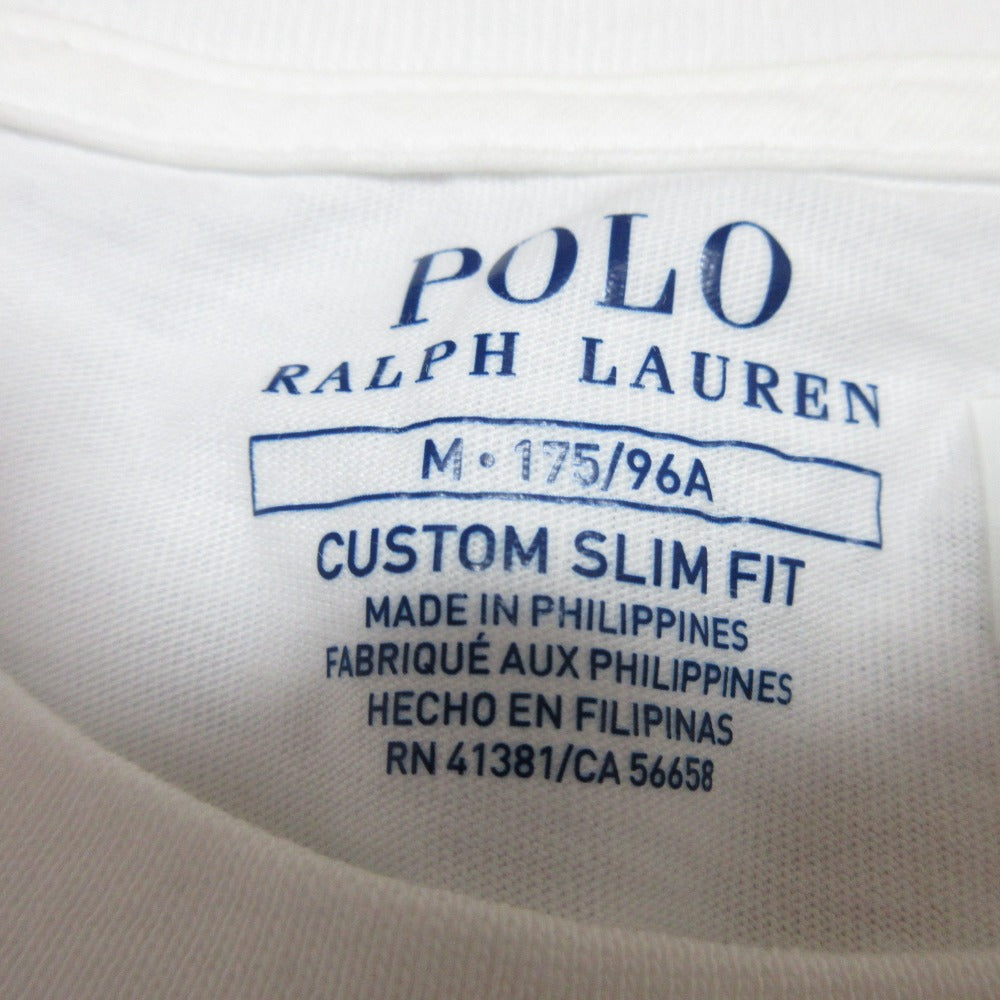 POLO
RALPH LAUREN
M • 175/96A
CUSTOM SLIM FIT
MADE IN PHILIPPINES
FABRIQUÉ AUX PHILIPPINES
HECHO EN FILIPINAS
RN 41381/CA 56658